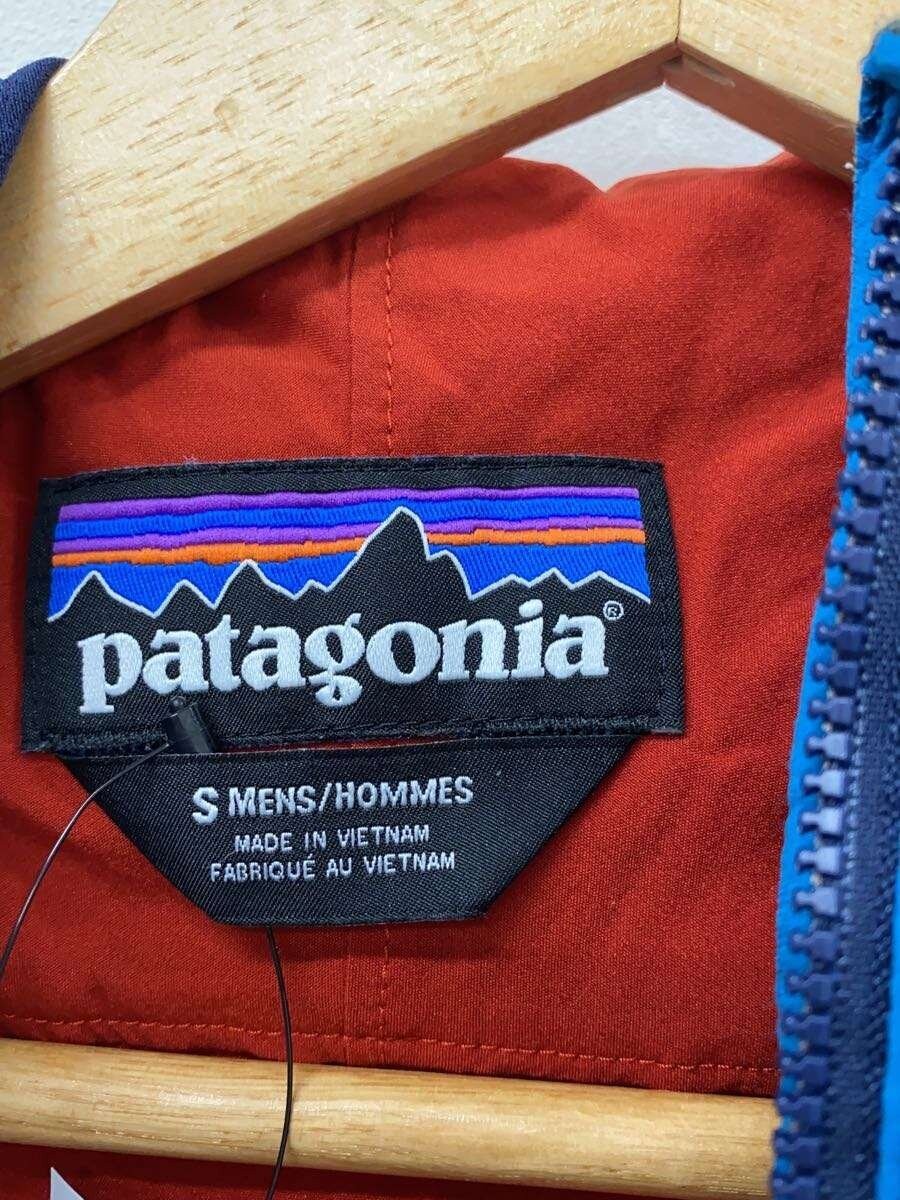 patagonia®
S MENS/HOMMES
MADE IN VIETNAM
FABRIQUÉ AU VIETNAM